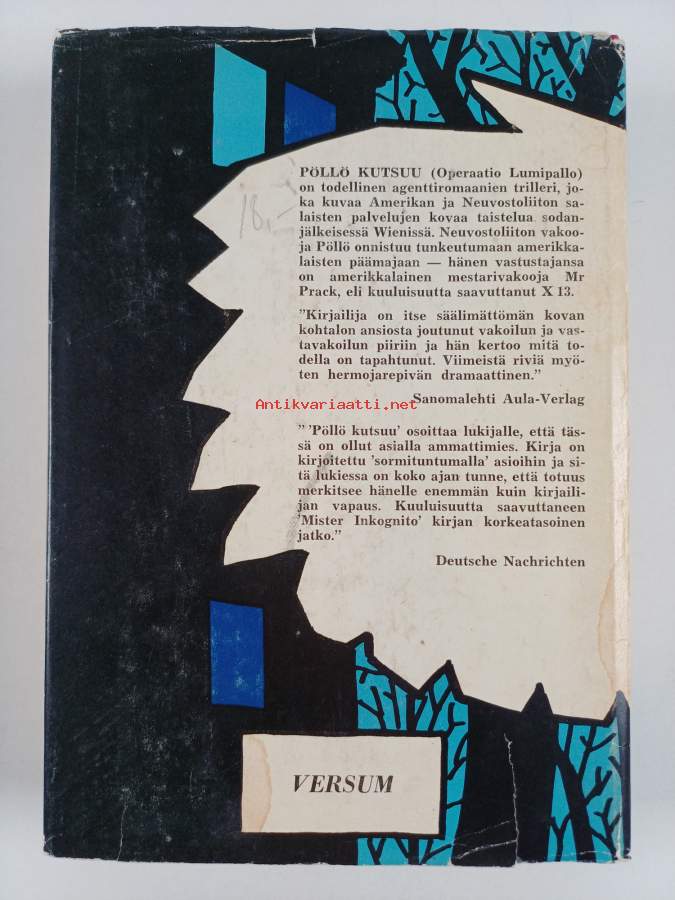 PÖLLÖ KUTSUU (Operaatio Lumipallo)
on todellinen agenttiromaanien trilleri, jo-
ka kuvaa Amerikan ja Neuvostoliiton sa-
laisten palvelujen kovaa taistelua sodan-
jälkeisessä Wienissä. Neuvostoliiton vakoo-
ja Pöllö onnistuu tunkeutumaan amerikka-
laisten päämajaan — hänen vastustajansa
on amerikkalainen mestarivakooja Mr
Prack, eli kuuluisuutta saavuttanut X 13.
18,-
"Kirjailija on itse säälimättömän kovan
kohtalon ansiosta joutunut vakoilun ja vas-
tavakoilun piiriin ja hän kertoo mitä to-
della on tapahtunut. Viimeistä riviä myö-
ten hermojarepivän dramaattinen."
Sanomalehti Aula-Verlag
Antikvariaatti.net
" 'Pöllö kutsuu' osoittaa lukijalle, että täs-
sä on ollut asialla ammattimies. Kirja on
kirjoitettu 'sormituntumalla' asioihin ja si-
tä lukiessa on koko ajan tunne, että totuus
merkitsee hänelle enemmän kuin kirjaili-
jan vapaus. Kuuluisuutta saavuttaneen
'Mister Inkognito' kirjan korkeatasoinen
jatko."
Deutsche Nachrichten
VERSUM